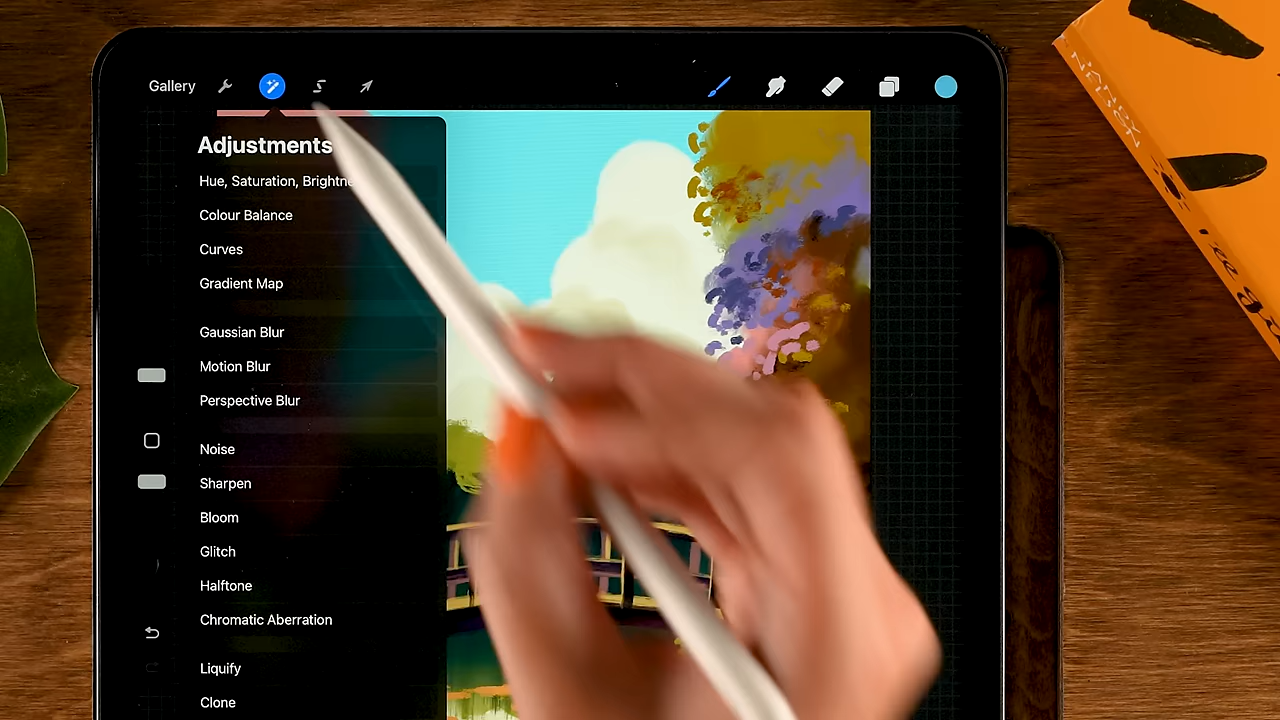 Gallery
Adjustments
Hue, Saturation, Brightne
Colour Balance
Curves
Gradient Map
Gaussian Blur
Motion Blur
Perspective Blur
Noise
Sharpen
Bloom
Glitch
Halftone
Chromatic Aberration
Liquify
Clone